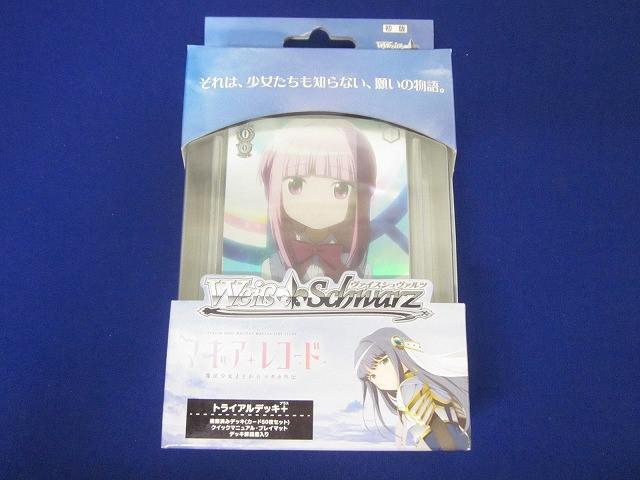 初版
それは、少女たちも知らない、願いの物語。
ヴァイスシュヴァルツ
Weiß Schwarz
マギア・レコード
魔法少女まどか☆マギカ外伝
プラス
トライアルデッキ+
構築済みデッキ(カード50枚セット)
クイックマニュアル・プレイマット
デッキ解説書入り